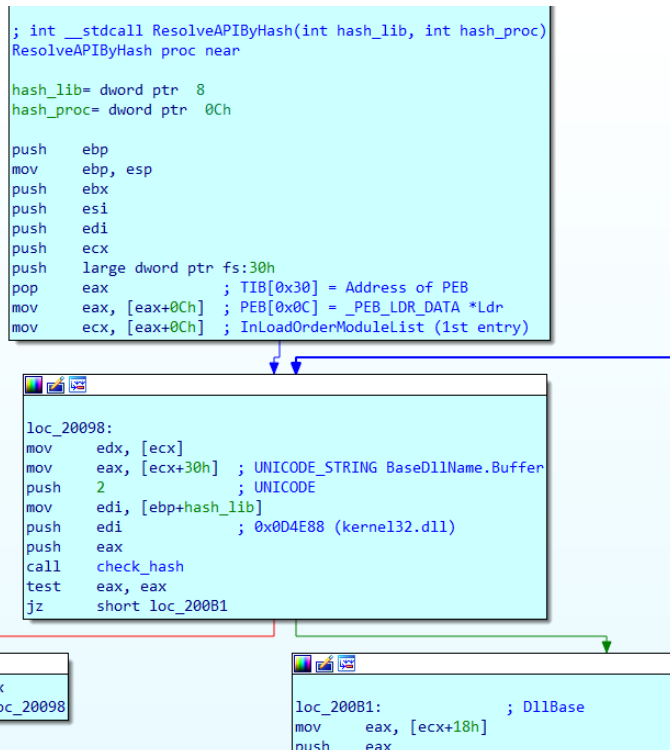 ; int __stdcall ResolveAPIByHash(int hash_lib, int hash_proc)
ResolveAPIByHash proc near
hash_lib= dword ptr  8
hash_proc= dword ptr  0Ch
push    ebp
mov     ebp, esp
push    ebx
push    esi
push    edi
push    ecx
push    large dword ptr fs:30h
pop     eax             ; TIB[0x30] = Address of PEB
mov     eax, [eax+0Ch]  ; PEB[0x0C] = _PEB_LDR_DATA *Ldr
mov     ecx, [eax+0Ch]  ; InLoadOrderModuleList (1st entry)
loc_20098:
mov     edx, [ecx]
mov     eax, [ecx+30h]  ; UNICODE_STRING BaseDllName.Buffer
push    2               ; UNICODE
mov     edi, [ebp+hash_lib]
push    edi             ; 0x0D4E88 (kernel32.dll)
push    eax
call    check_hash
test    eax, eax
jz      short loc_200B1
x
oc_20098
loc_200B1:              ; DllBase
mov     eax, [ecx+18h]
push    eax